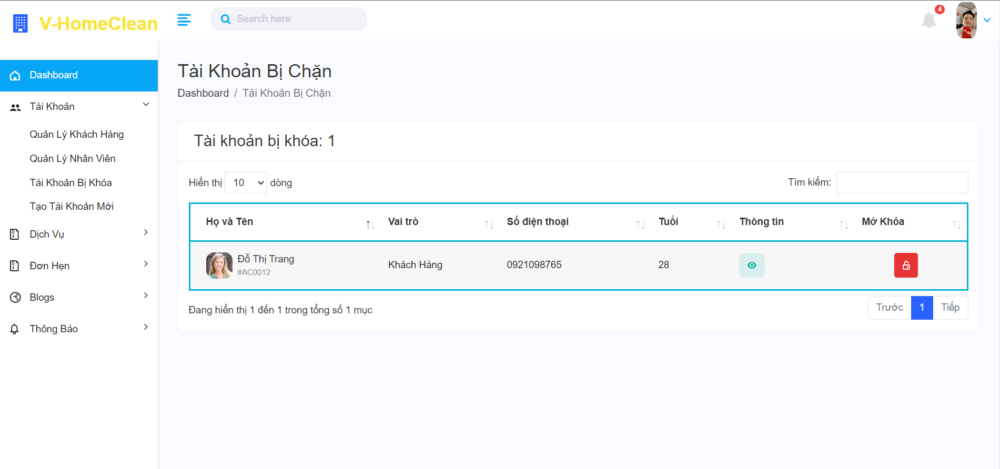 V-HomeClean
Search here
4
Dashboard
Tài Khoản
Quản Lý Khách Hàng
Quản Lý Nhân Viên
Tài Khoản Bị Khóa
Tạo Tài Khoản Mới
Dịch Vụ
Đơn Hẹn
Blogs
Thông Báo
Tài Khoản Bị Chặn
Dashboard / Tài Khoản Bị Chặn
Tài khoản bị khóa: 1
Hiển thị 10 dòng
Tìm kiếm:
Họ và Tên Vai trò Số điện thoại Tuổi Thông tin Mở Khóa
Đỗ Thị Trang Khách Hàng 0921098765 28
#AC0012
Đang hiển thị 1 đến 1 trong tổng số 1 mục
Trước 1 Tiếp